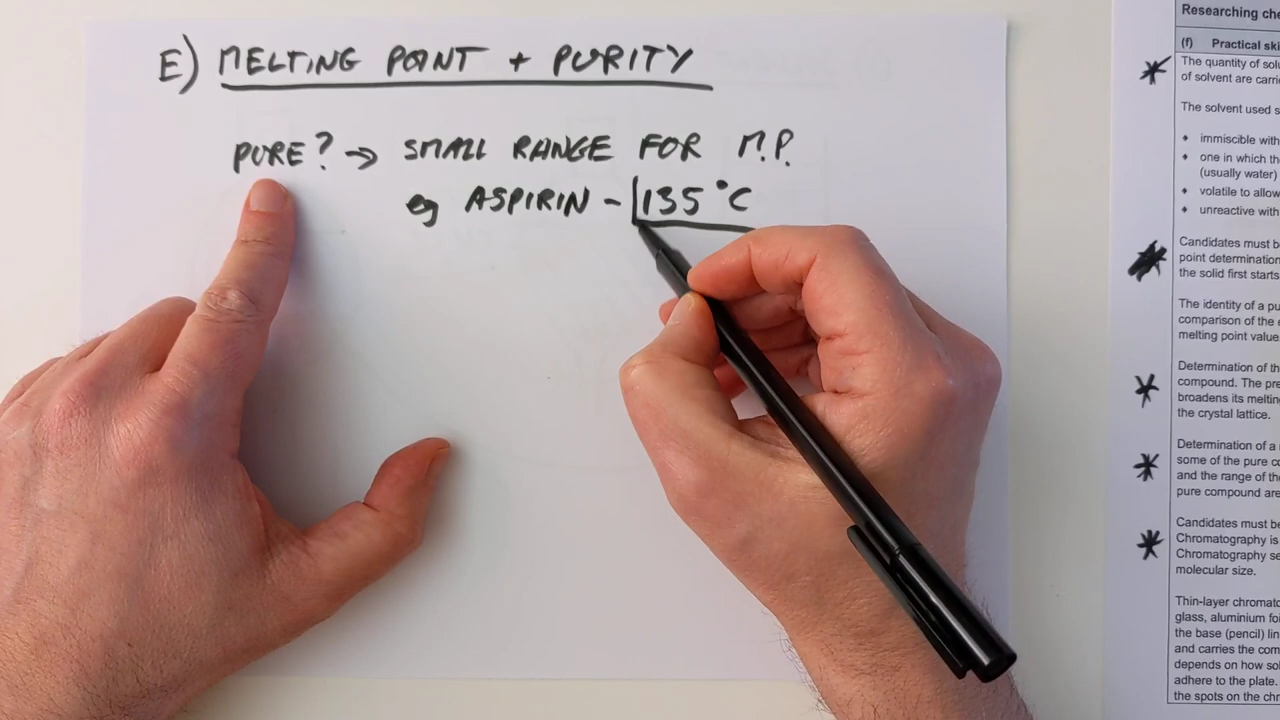 E) MELTING POINT + PURITY
PURE? → SMALL RANGE FOR M.P.
eg ASPIRIN - 135 °C
Researching che
(f) Practical ski
The quantity of solu
of solvent are carri
The solvent used s
♦ immiscible with
♦ one in which th
(usually water)
♦ volatile to allow
♦ unreactive with
Candidates must b
point determination
the solid first starts
The identity of a pu
comparison of the e
melting point value
Determination of th
compound. The pre
broadens its meltin
the crystal lattice.
Determination of a
some of the pure co
and the range of the
pure compound are
Candidates must be
Chromatography is
Chromatography se
molecular size.
Thin-layer chromato
glass, aluminium foi
the base (pencil) lin
and carries the com
depends on how sol
adhere to the plate.
the spots on the chr